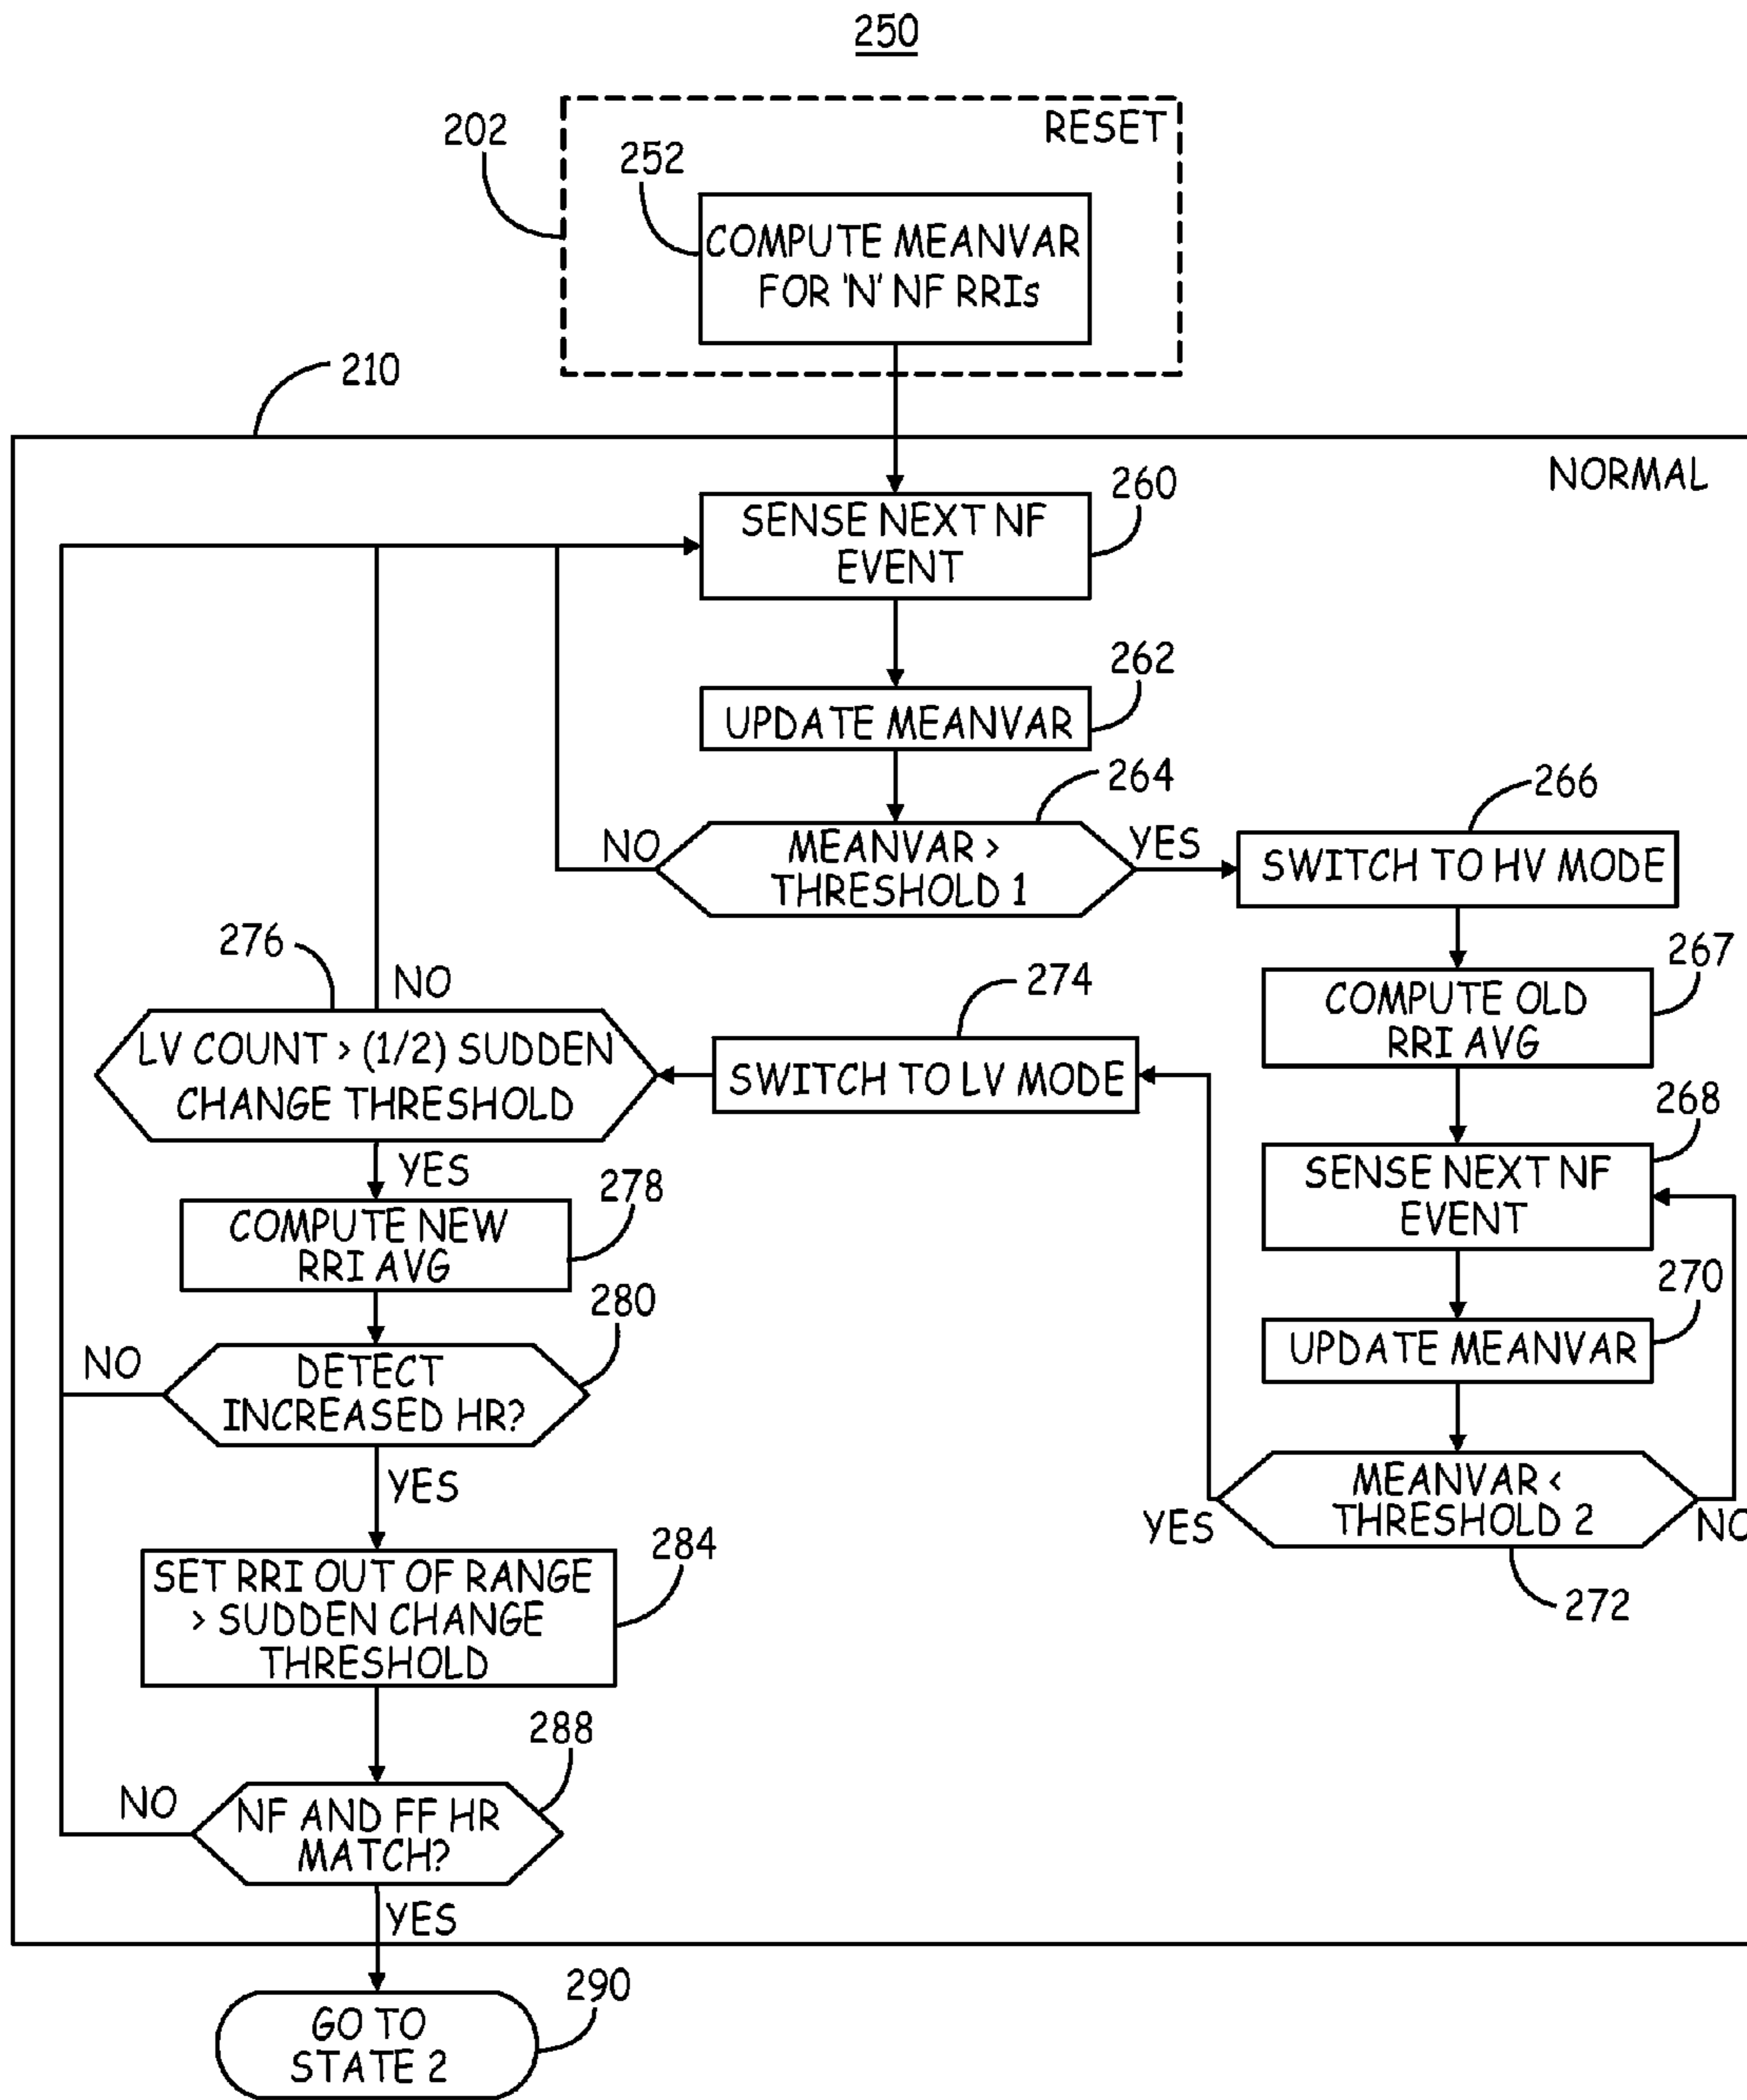 250
RESET
202
252
COMPUTE MEANVAR
FOR 'N' NF RRIs
210
NORMAL
260
SENSE NEXT NF
EVENT
262
UPDATE MEANVAR
264
NO
MEANVAR >
THRESHOLD 1
YES
266
SWITCH TO HV MODE
267
COMPUTE OLD
RRI AVG
268
SENSE NEXT NF
EVENT
270
UPDATE MEANVAR
MEANVAR <
THRESHOLD 2
YES
NO
272
274
SWITCH TO LV MODE
276
NO
LV COUNT > (1/2) SUDDEN
CHANGE THRESHOLD
YES
278
COMPUTE NEW
RRI AVG
280
NO
DETECT
INCREASED HR?
YES
284
SET RRI OUT OF RANGE
> SUDDEN CHANGE
THRESHOLD
288
NO
NF AND FF HR
MATCH?
YES
290
GO TO
STATE 2